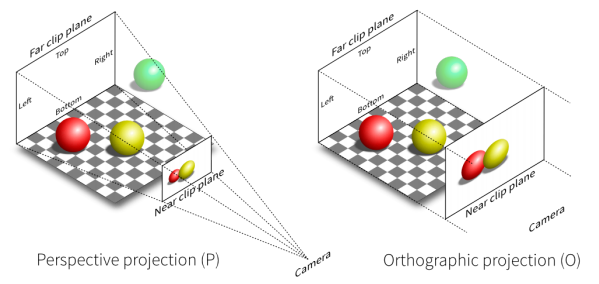 Far clip plane
Top
Right
Left
Bottom
Near clip plane
Camera
Perspective projection (P)
Far clip plane
Top
Right
Left
Bottom
Near clip plane
Camera
Orthographic projection (O)